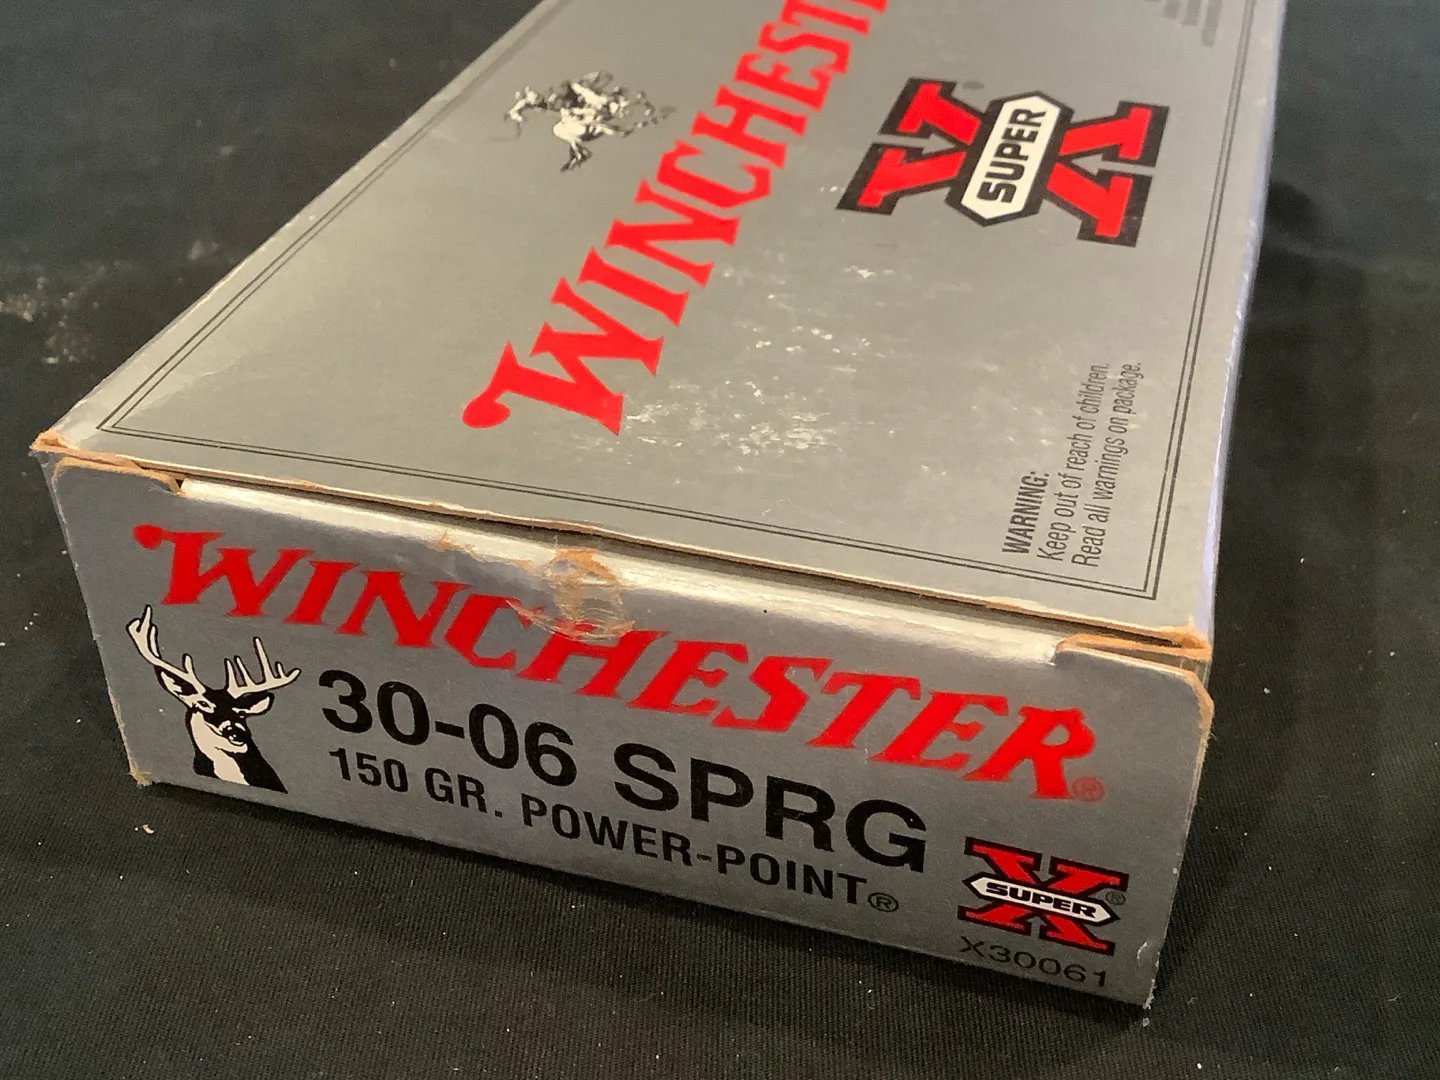 WINCHESTE
SUPER X
WARNING:
Keep out of reach of children.
Read all warnings on package.
WINCHESTER®
30-06 SPRG
150 GR. POWER-POINT®
SUPER X®
X30061